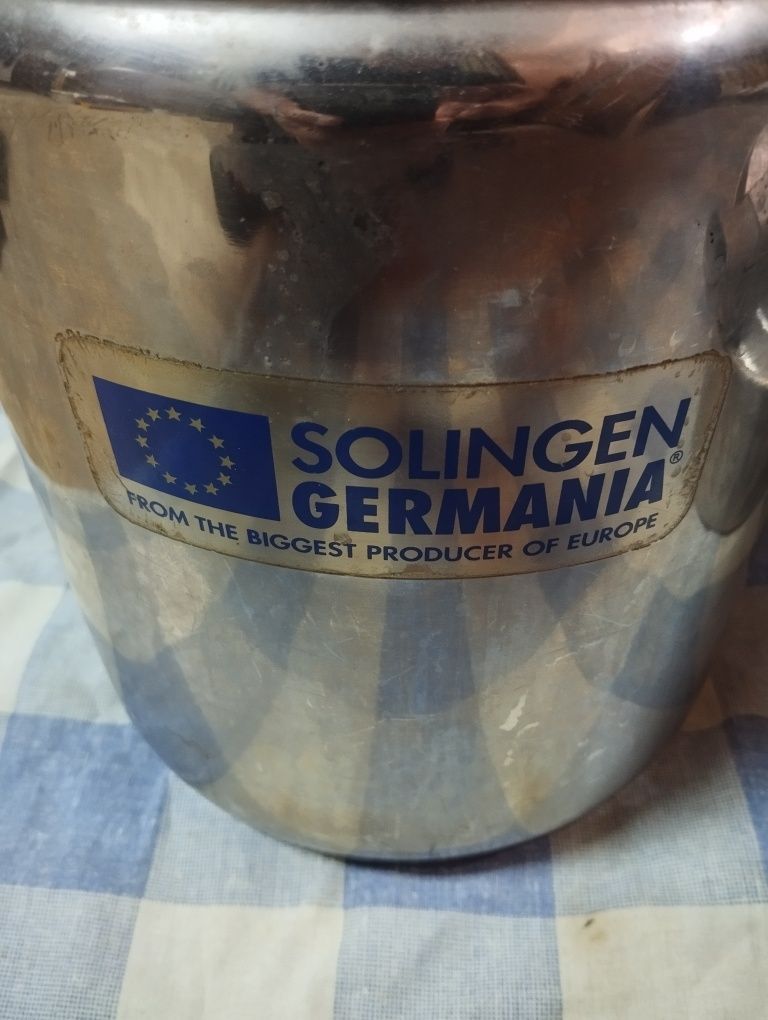 SOLINGEN
GERMANIA®
FROM THE BIGGEST PRODUCER OF EUROPE